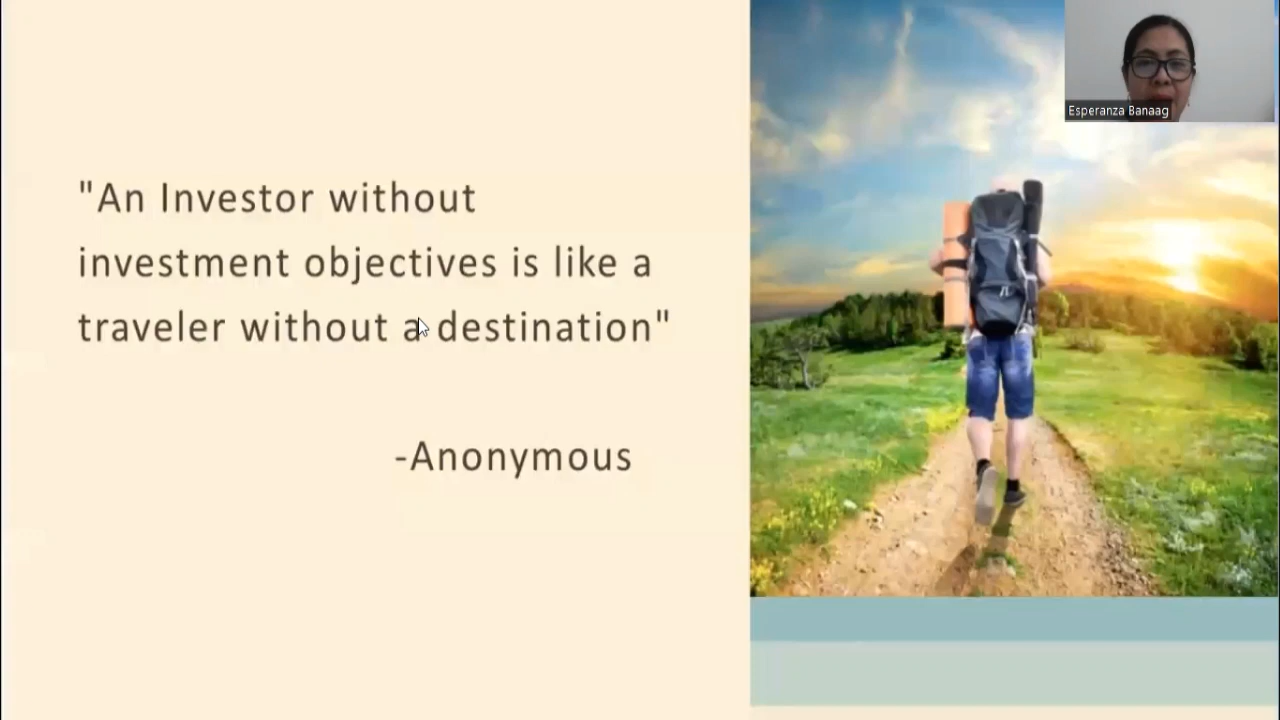 "An Investor without
investment objectives is like a
traveler without a destination"
-Anonymous
Esperanza Banaag